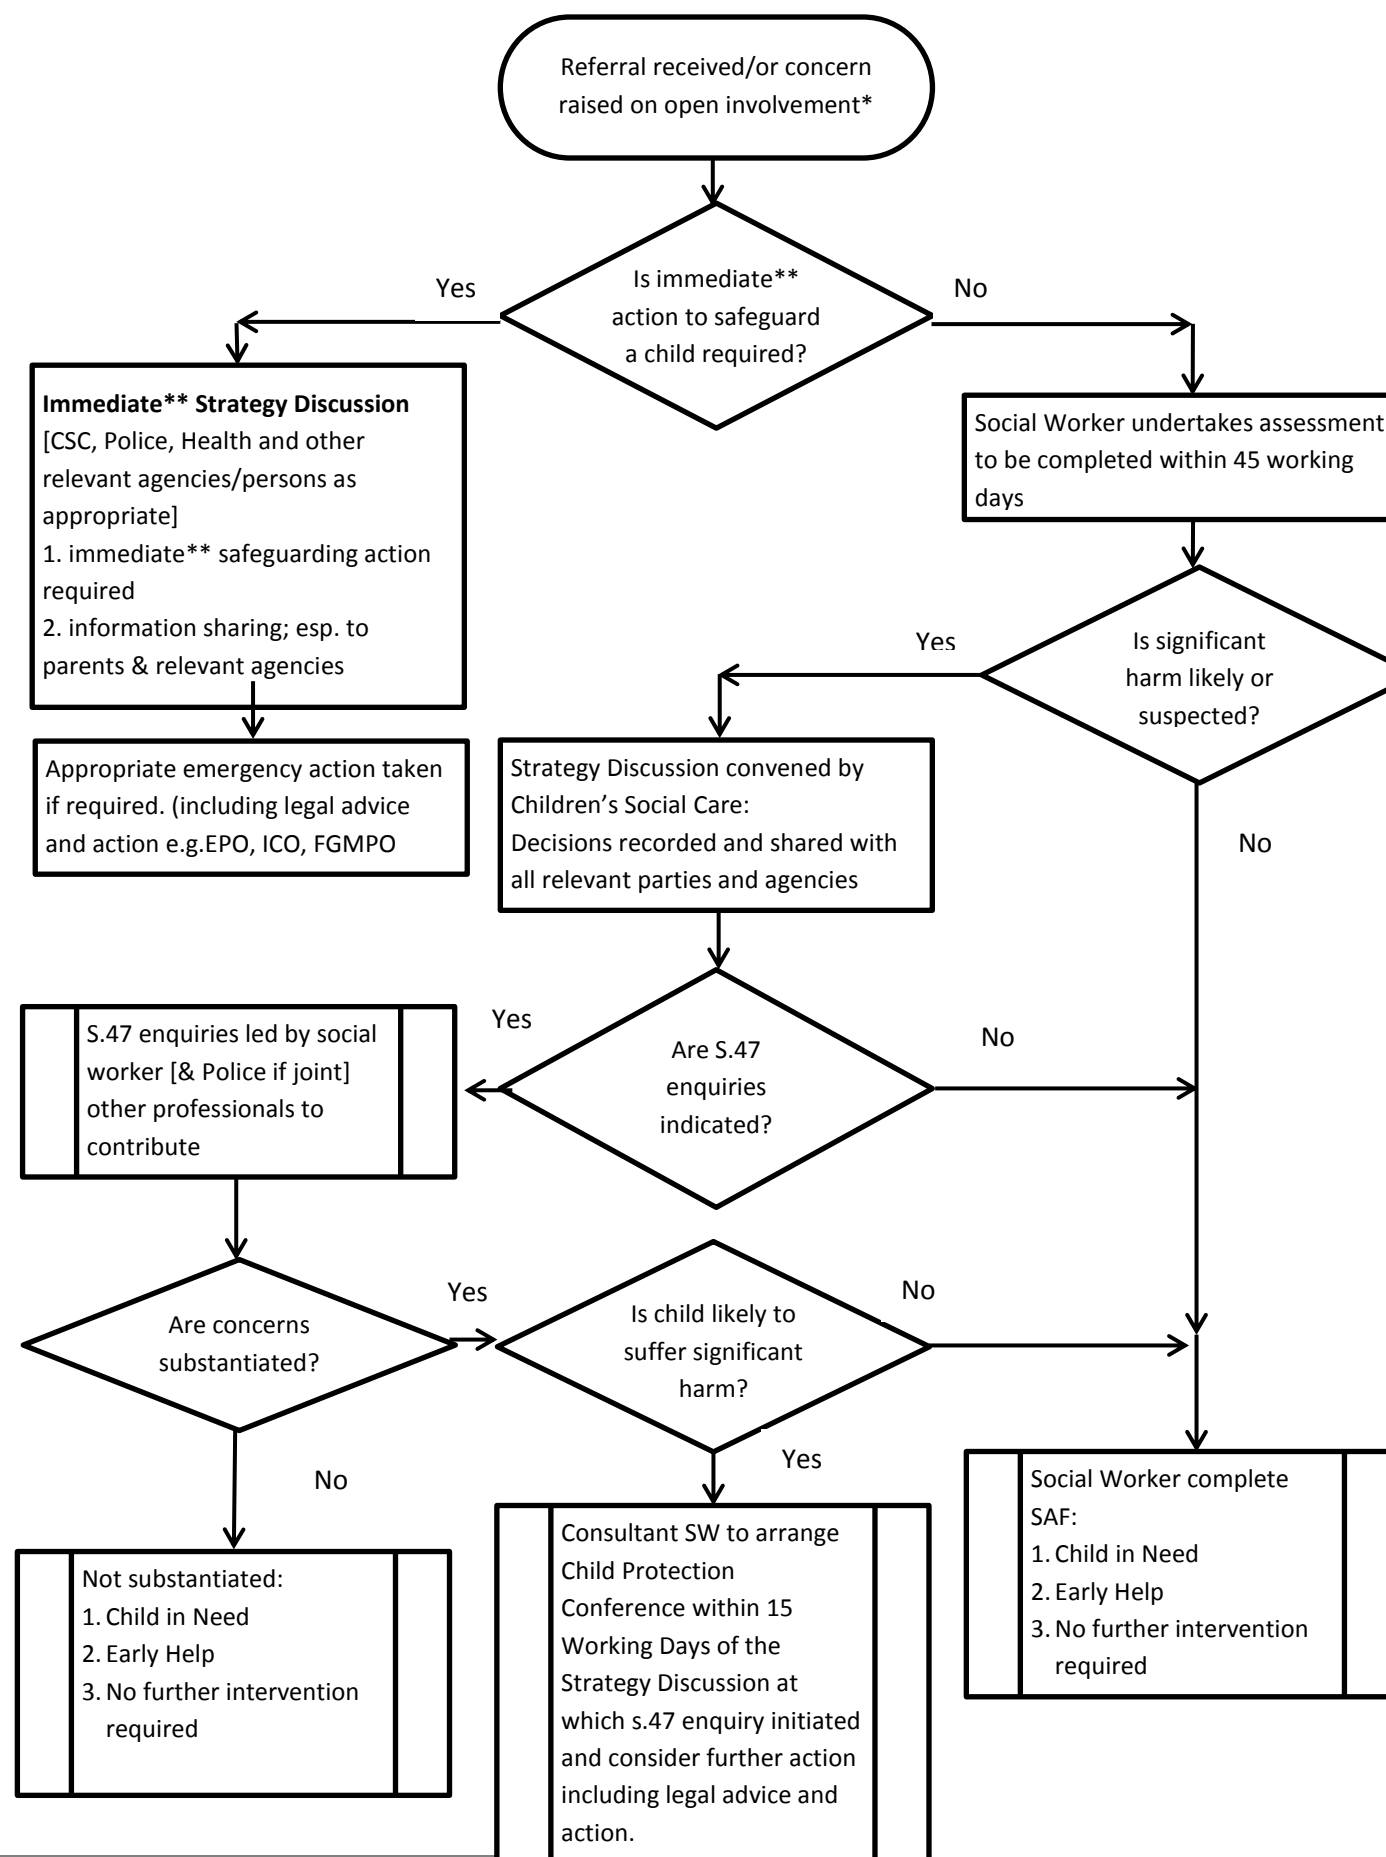 Referral received/or concern
raised on open involvement*
Is immediate**
action to safeguard
a child required?
Yes
No
Immediate** Strategy Discussion
[CSC, Police, Health and other
relevant agencies/persons as
appropriate]
1. immediate** safeguarding action
required
2. information sharing; esp. to
parents & relevant agencies
Social Worker undertakes assessment
to be completed within 45 working
days
Appropriate emergency action taken
if required. (including legal advice
and action e.g.EPO, ICO, FGMPO
Is significant
harm likely or
suspected?
Yes
No
Strategy Discussion convened by
Children’s Social Care:
Decisions recorded and shared with
all relevant parties and agencies
Are S.47
enquiries
indicated?
Yes
No
S.47 enquiries led by social
worker [& Police if joint]
other professionals to
contribute
Are concerns
substantiated?
Yes
No
Is child likely to
suffer significant
harm?
No
Yes
Not substantiated:
1. Child in Need
2. Early Help
3. No further intervention
required
Consultant SW to arrange
Child Protection
Conference within 15
Working Days of the
Strategy Discussion at
which s.47 enquiry initiated
and consider further action
including legal advice and
action.
Social Worker complete
SAF:
1. Child in Need
2. Early Help
3. No further intervention
required